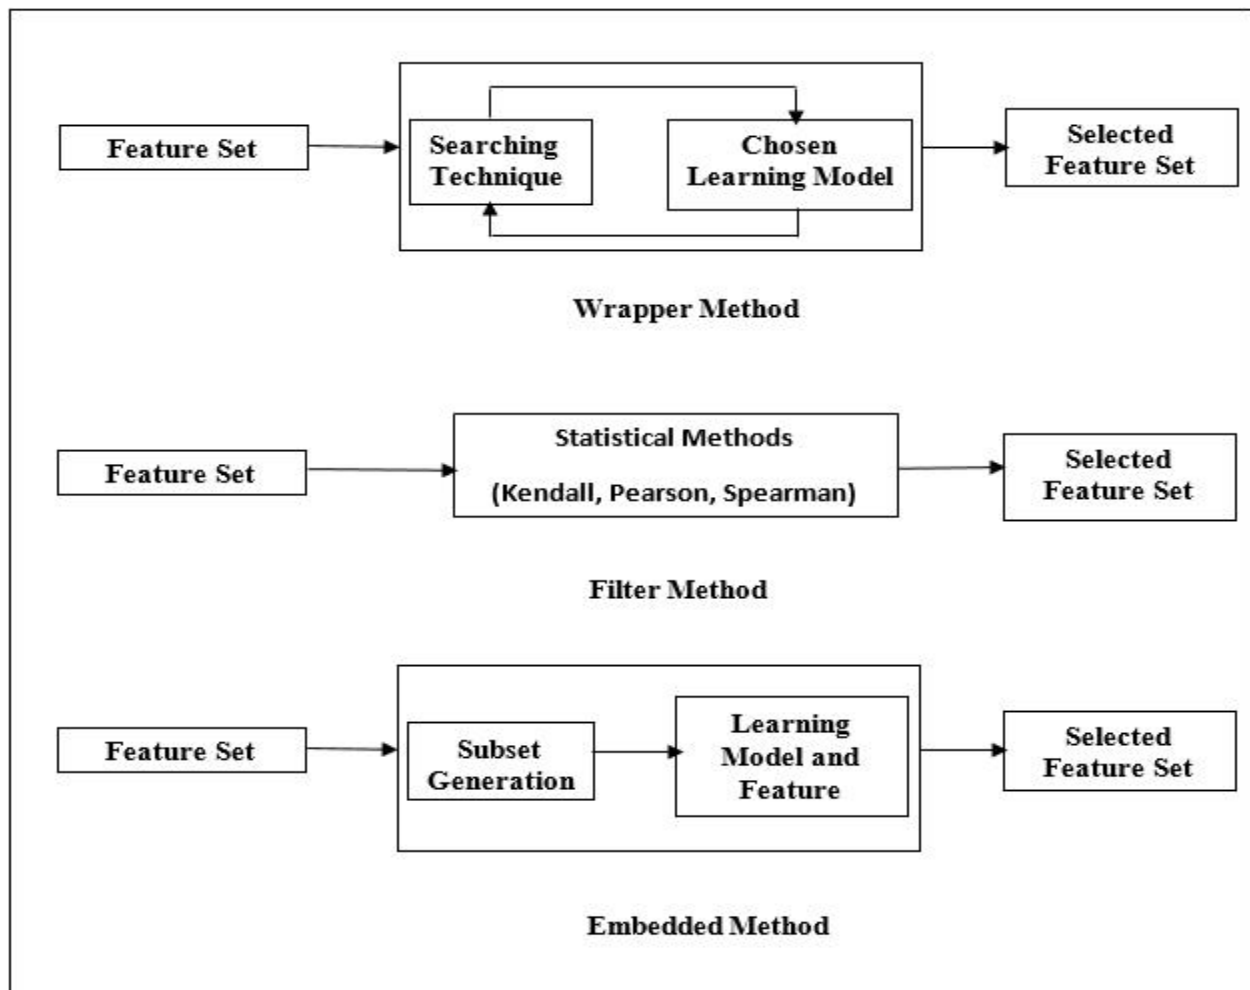 Feature Set
Searching
Technique
Chosen
Learning Model
Selected
Feature Set
Wrapper Method
Feature Set
Statistical Methods
(Kendall, Pearson, Spearman)
Selected
Feature Set
Filter Method
Feature Set
Subset
Generation
Learning
Model and
Feature
Selected
Feature Set
Embedded Method